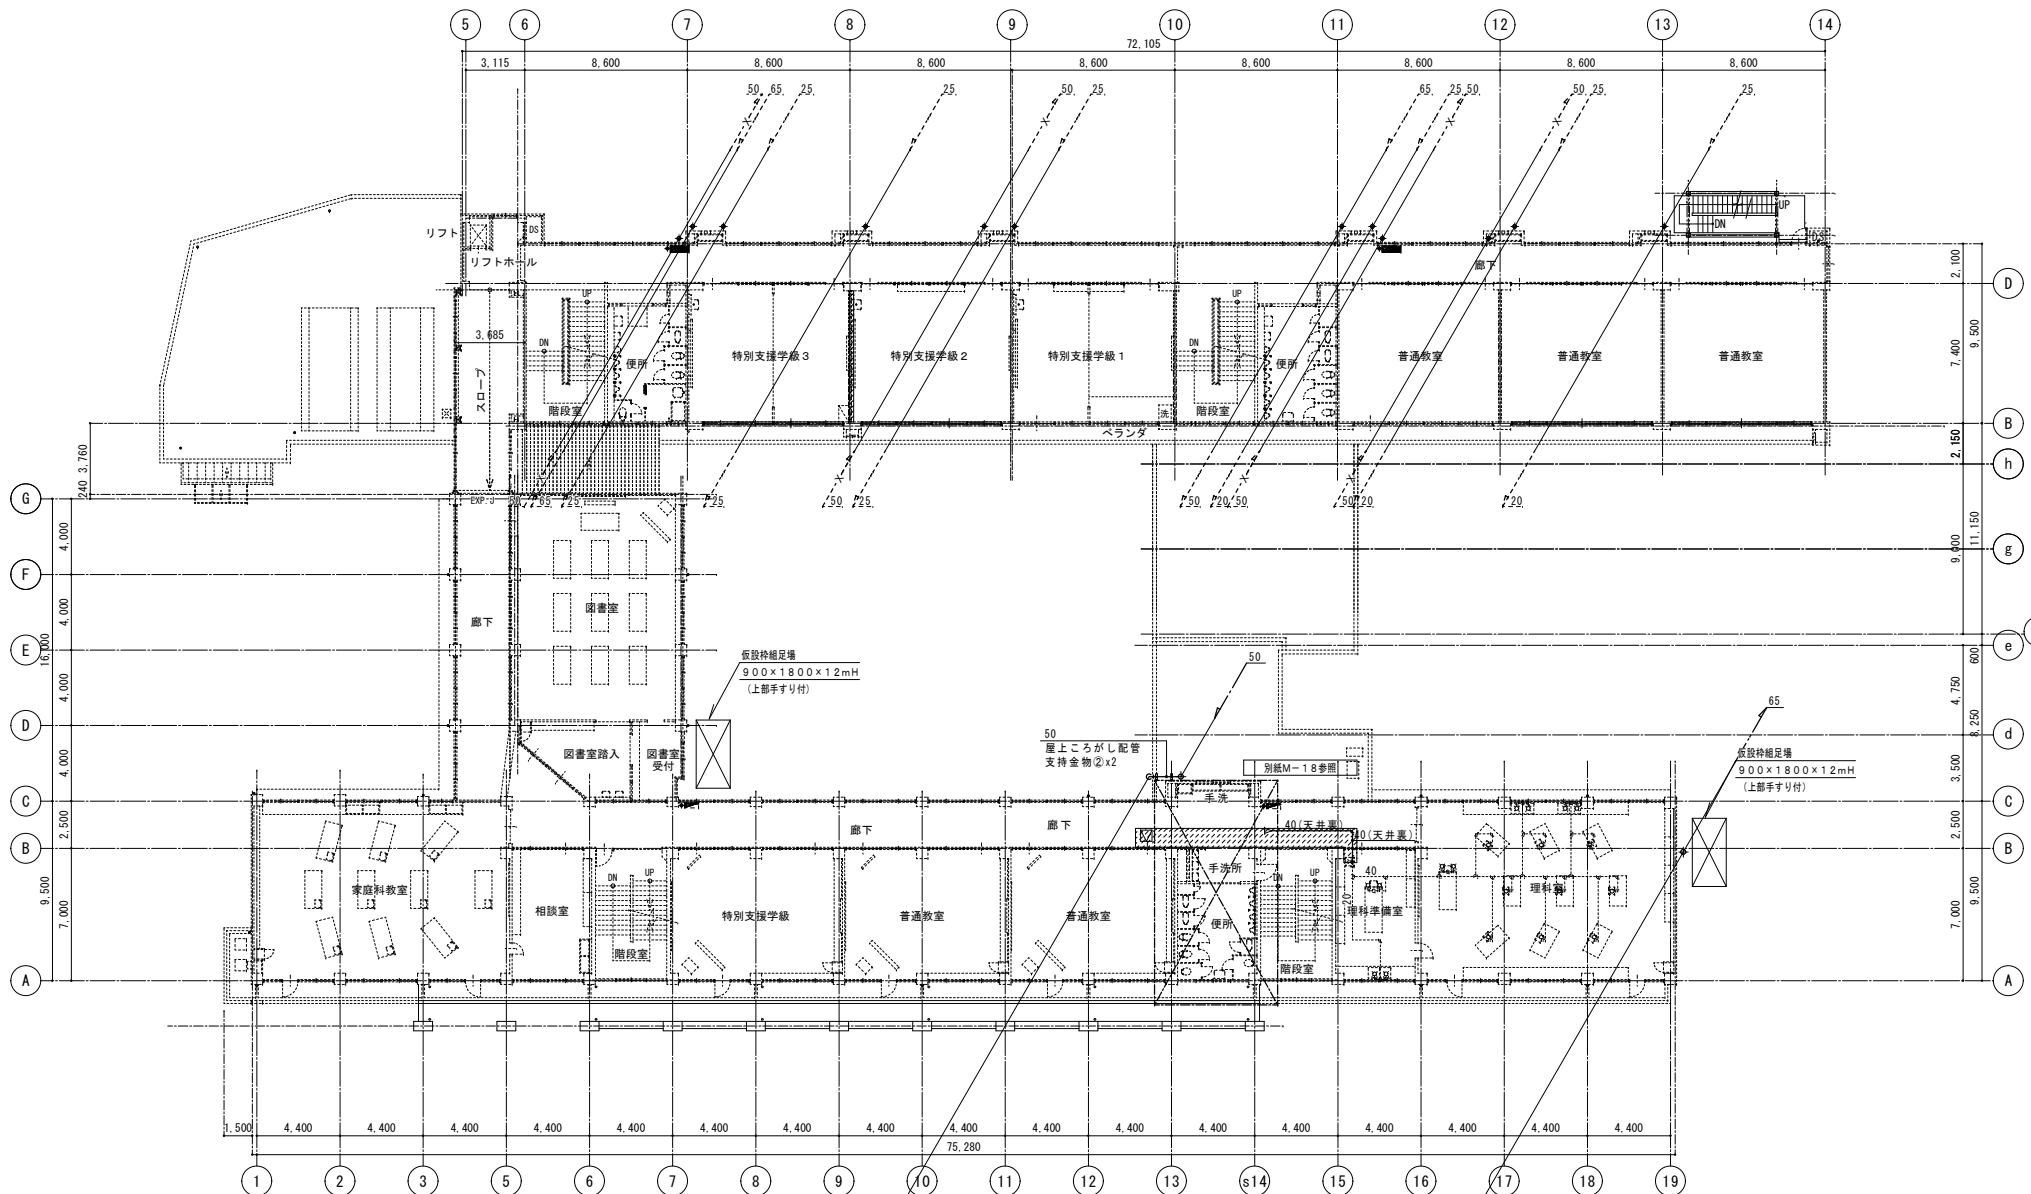 5 6 7 8 9 10 11 12 13 14
72,105
3,115 8,600 8,600 8,600 8,600 8,600 8,600 8,600 8,600
50 65 25 25 50 25 65 25 50 50 25 25
リフト
DS
UP
DN
DS
リフトホール
廊下
2,100
D
UP
UP
3,685
DN
DN
スロープ
便所
特別支援学級３
特別支援学級２
特別支援学級１
便所
普通教室
普通教室
普通教室
7,400
9,500
階段室
洗
階段室
ベランダ
B
3,760
2,150
h
240
G
EXP.J
50 65 25 25 50 25 50 20 50 50 20 20
4,000
11,150
9,000
g
F
図書室
4,000
廊下
16,000
E
e
600
仮設枠組足場
900×1800×12mH
(上部手すり付)
50
4,000
4,750
65
D
d
8,250
図書室踏入
図書室
受付
50
屋上ころがし配管
支持金物②x2
別紙M－18参照
仮設枠組足場
900×1800×12mH
(上部手すり付)
4,000
3,500
C
手洗
C
2,500
廊下
廊下
40(天井裏)
40(天井裏)
2,500
B
B
手洗所
DN UP
DN UP
40
20
家庭科教室
相談室
特別支援学級
普通教室
普通教室
便所
理科準備室
理科室
9,500
7,000
7,000
9,500
階段室
階段室
A
A
1,500 4,400 4,400 4,400 4,400 4,400 4,400 4,400 4,400 4,400 4,400 4,400 4,400 4,400 4,400 4,400 4,400 4,400
75,280
1 2 3 5 6 7 8 9 10 11 12 13 s14 15 16 17 18 19